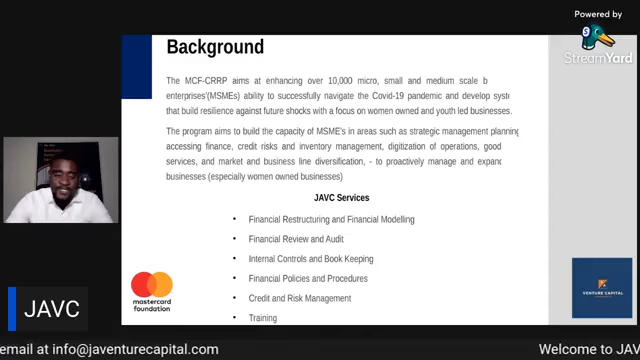 Powered by
StreamYard
Background
The MCF-CRRP aims at enhancing over 10,000 micro, small and medium scale b
enterprises'(MSMEs) ability to successfully navigate the Covid-19 pandemic and develop syste
that build resilience against future shocks with a focus on women owned and youth led businesses.
The program aims to build the capacity of MSME's in areas such as strategic management planning
accessing finance, credit risks and inventory management, digitization of operations, good
services, and market and business line diversification, - to proactively manage and expand
businesses (especially women owned businesses)
JAVC Services
• Financial Restructuring and Financial Modelling
• Financial Review and Audit
• Internal Controls and Book Keeping
• Financial Policies and Procedures
• Credit and Risk Management
• Training
mastercard
foundation
VENTURE CAPITAL
JAVC
email at info@javenturecapital.com
Welcome to JAV